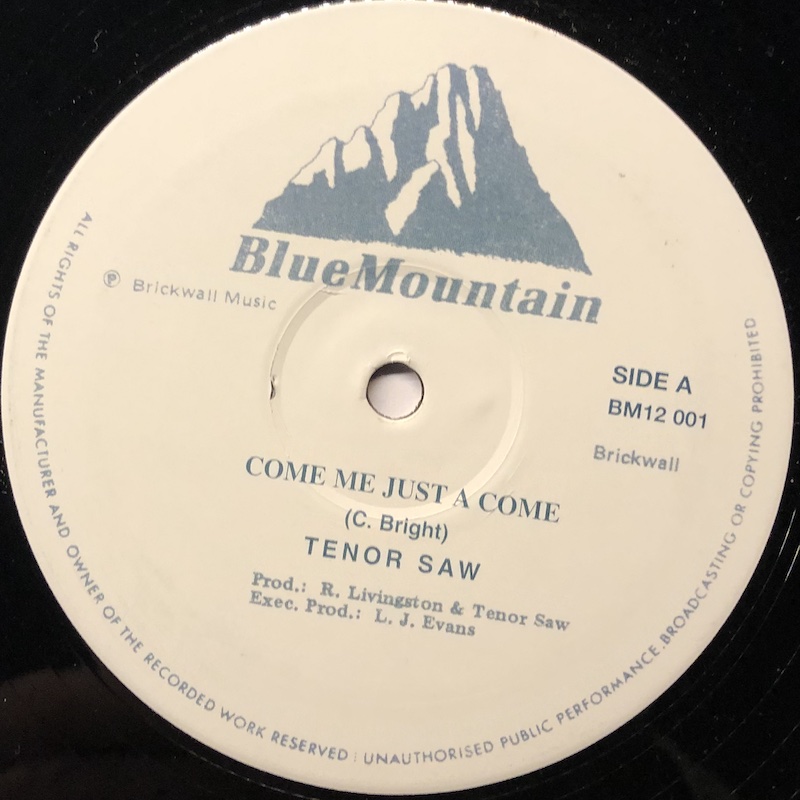 BlueMountain
℗ Brickwall Music
SIDE A
BM12 001
Brickwall
COME ME JUST A COME
(C. Bright)
TENOR SAW
Prod.: R. Livingston & Tenor Saw
Exec. Prod.: L. J. Evans
ALL RIGHTS OF THE MANUFACTURER AND OWNER OF THE RECORDED WORK RESERVED : UNAUTHORISED PUBLIC PERFORMANCE.BROADCASTING OR COPYING PROHIBITED